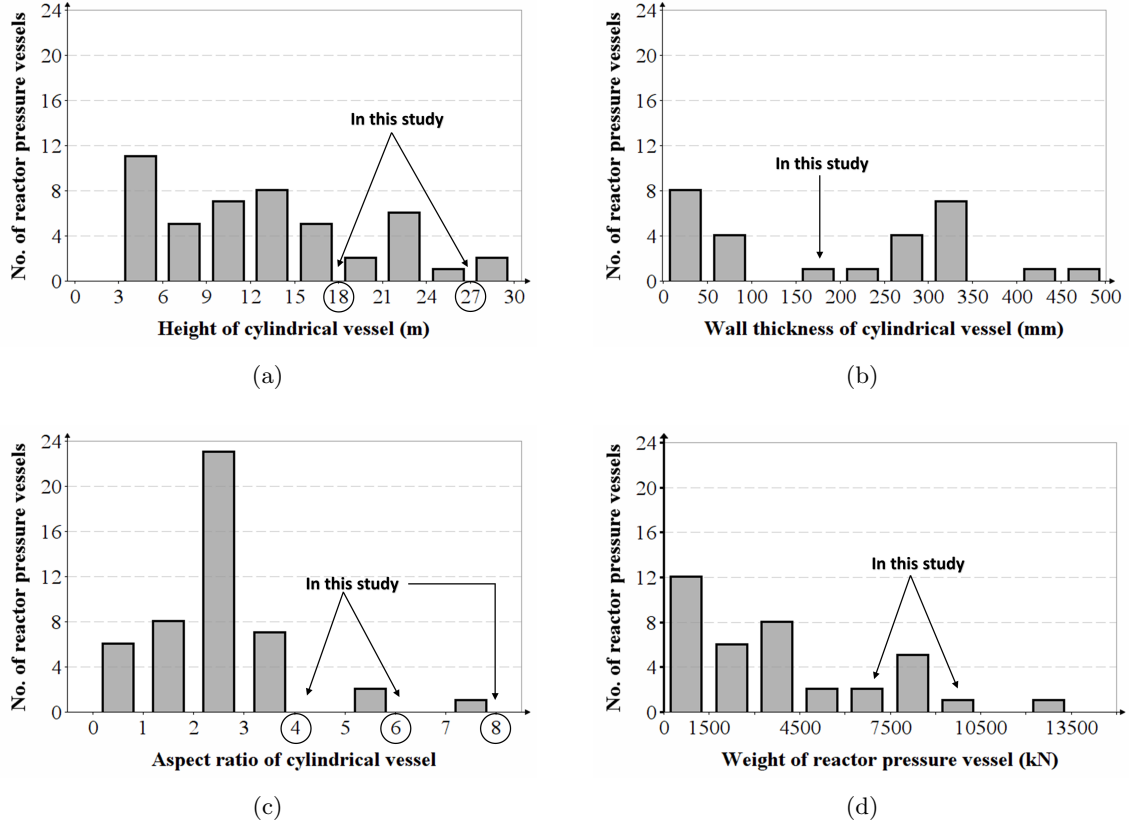 24
20
16
12
8
4
0
No. of reactor pressure vessels
In this study
0 3 6 9 12 15 18 21 24 27 30
Height of cylindrical vessel (m)
(a)
24
20
16
12
8
4
0
No. of reactor pressure vessels
In this study
0 50 100 150 200 250 300 350 400 450 500
Wall thickness of cylindrical vessel (mm)
(b)
24
20
16
12
8
4
0
No. of reactor pressure vessels
In this study
0 1 2 3 4 5 6 7 8
Aspect ratio of cylindrical vessel
(c)
24
20
16
12
8
4
0
No. of reactor pressure vessels
In this study
0 1500 4500 7500 10500 13500
Weight of reactor pressure vessel (kN)
(d)